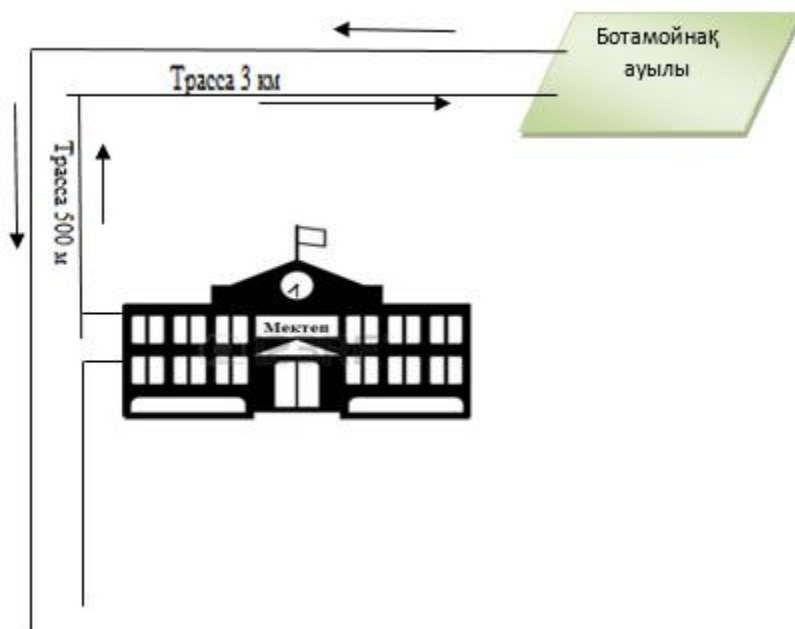 Ботамойнақ
ауылы
Трасса 3 км
Трасса 500 м
Мектеп